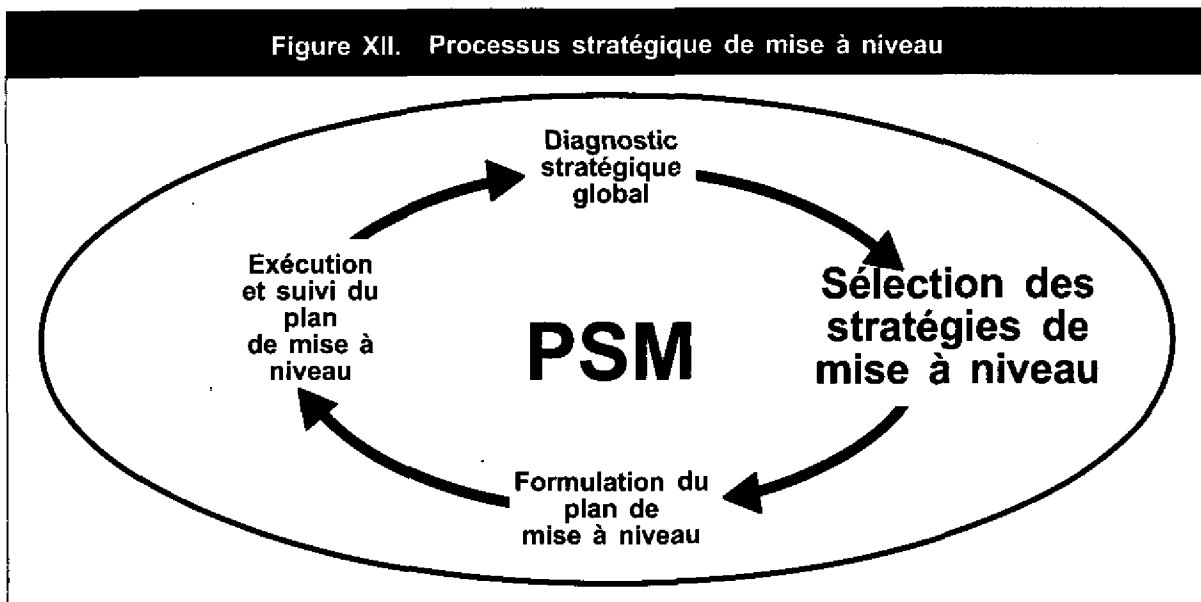 Figure XII. Processus stratégique de mise à niveau
Diagnostic
stratégique
global
Sélection des
stratégies de
mise à niveau
Formulation du
plan de
mise à niveau
Exécution
et suivi du
plan
de mise à
niveau
PSM